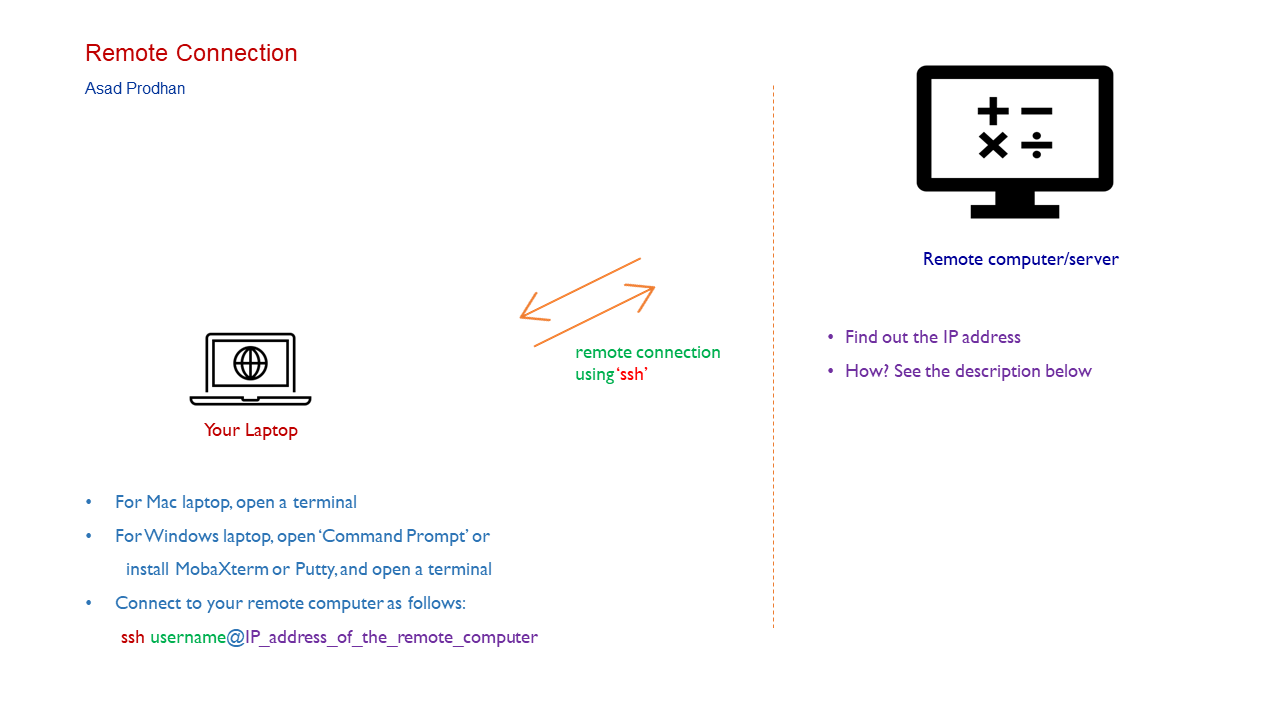 Remote Connection
Asad Prodhan
Remote computer/server
• Find out the IP address
• How? See the description below
remote connection
using ‘ssh’
Your Laptop
• For Mac laptop, open a terminal
• For Windows laptop, open ‘Command Prompt’ or
install MobaXterm or Putty, and open a terminal
• Connect to your remote computer as follows:
ssh username@IP_address_of_the_remote_computer